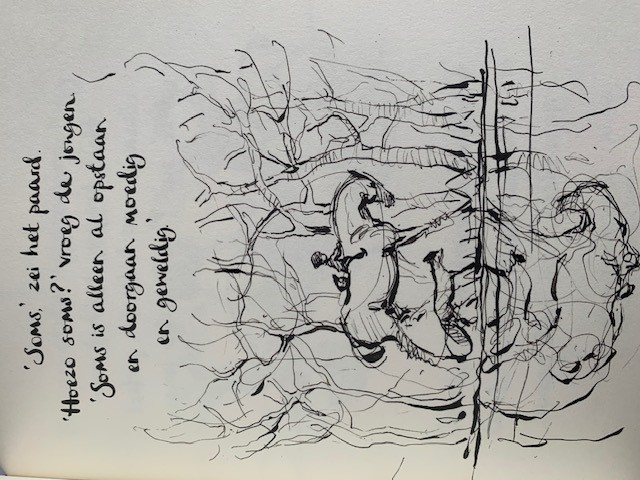 'Soms,' zei het paard.
'Hoezo soms?' vroeg de jongen.
'Soms is alleen al opstaan
en doorgaan moedig
en geweldig.'